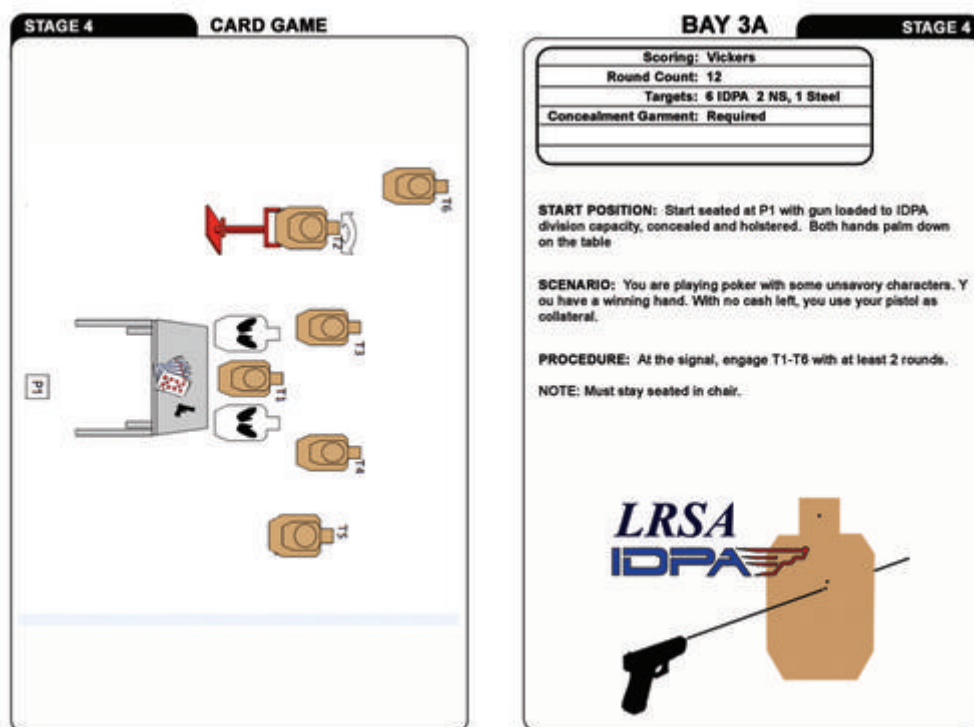 STAGE 4
CARD GAME
T6
T2
T3
P1
T1
T4
T5
BAY 3A
STAGE 4
Scoring: Vickers
Round Count: 12
Targets: 6 IDPA 2 NS, 1 Steel
Concealment Garment: Required
START POSITION: Start seated at P1 with gun loaded to IDPA
division capacity, concealed and holstered. Both hands palm down
on the table
SCENARIO: You are playing poker with some unsavory characters. Y
ou have a winning hand. With no cash left, you use your pistol as
collateral.
PROCEDURE: At the signal, engage T1-T6 with at least 2 rounds.
NOTE: Must stay seated in chair.
LRSA
IDPA